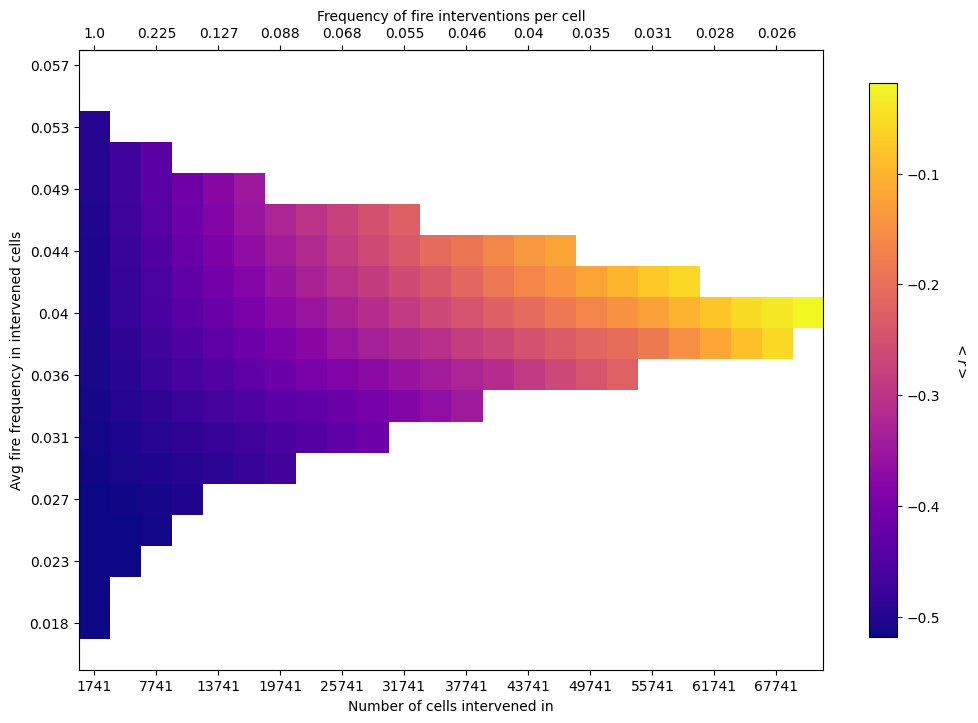 Frequency of fire interventions per cell
1.0 0.225 0.127 0.088 0.068 0.055 0.046 0.04 0.035 0.031 0.028 0.026
Avg fire frequency in intervened cells
0.057
0.053
0.049
0.044
0.04
0.036
0.031
0.027
0.023
0.018
1741 7741 13741 19741 25741 31741 37741 43741 49741 55741 61741 67741
Number of cells intervened in
−0.1
−0.2
−0.3
−0.4
−0.5
< r >